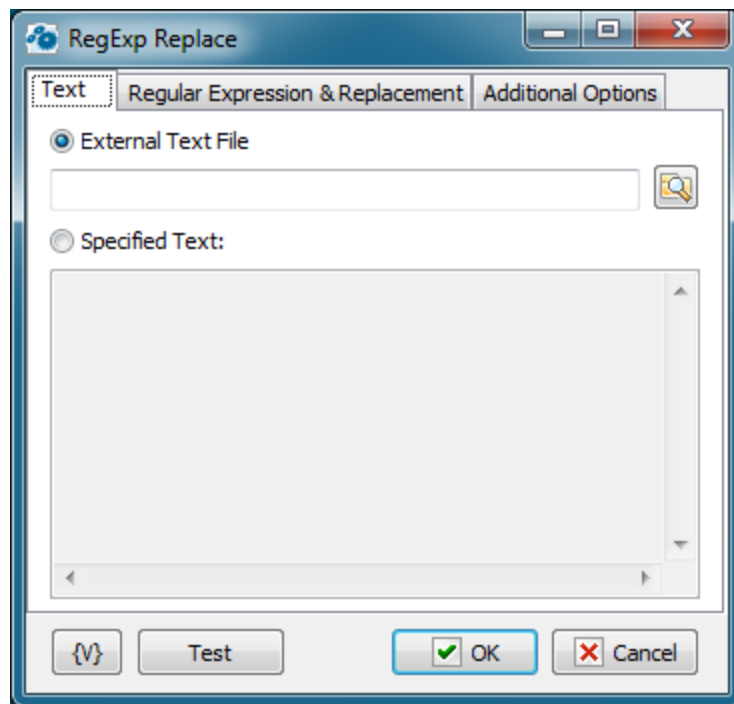 RegExp Replace
Text Regular Expression & Replacement Additional Options
External Text File
Specified Text:
{V} Test OK Cancel